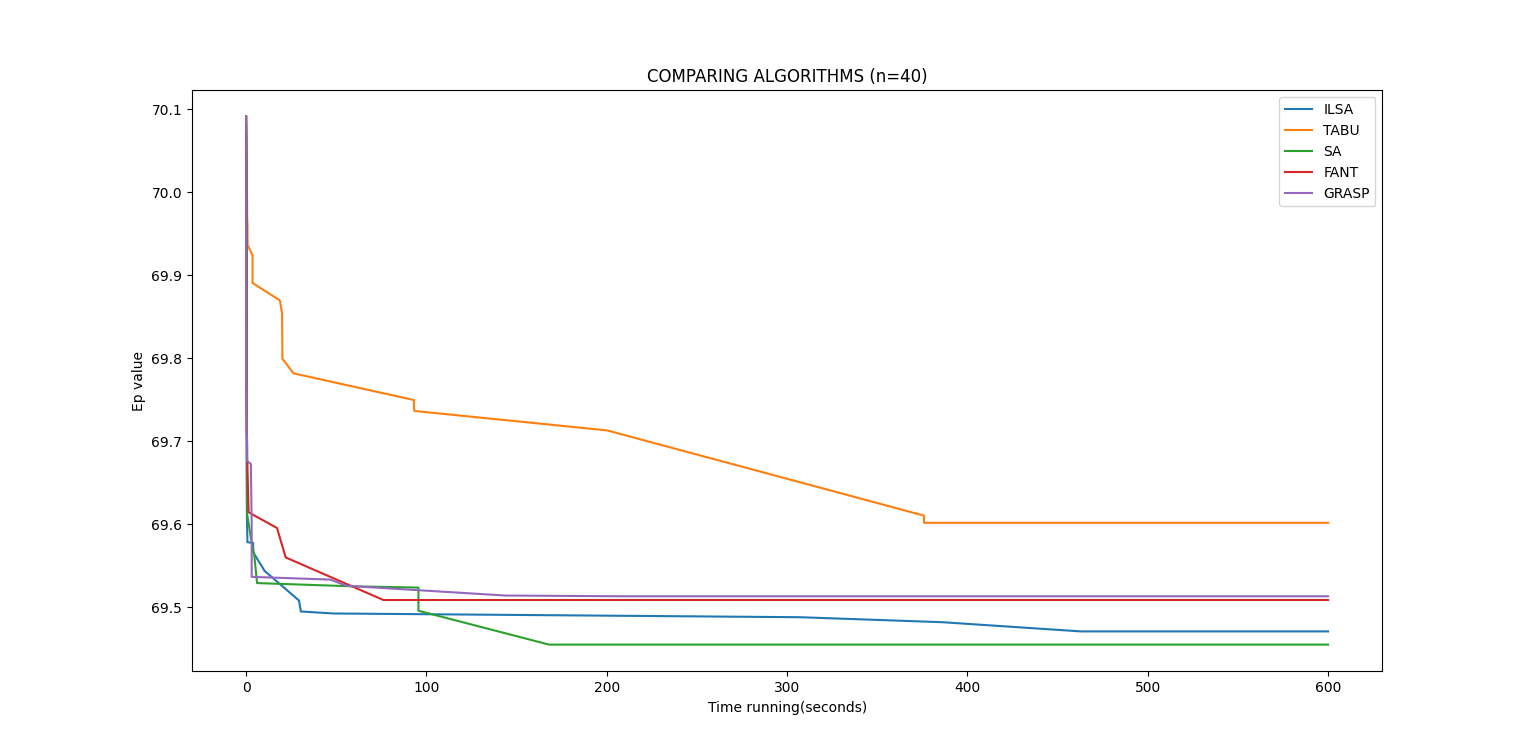 COMPARING ALGORITHMS (n=40)
70.1
70.0
69.9
69.8
69.7
69.6
69.5
Ep value
ILSA
TABU
SA
FANT
GRASP
0 100 200 300 400 500 600
Time running(seconds)